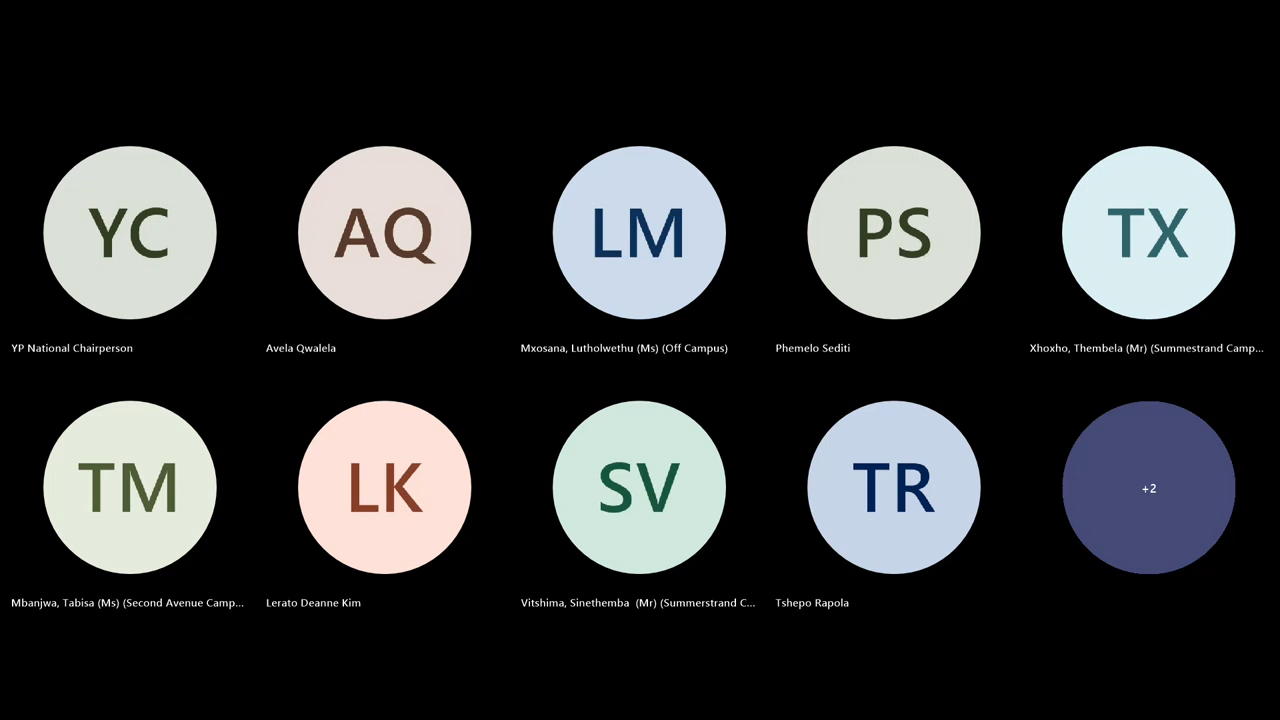 YC
AQ
LM
PS
TX
YP National Chairperson
Avela Qwalela
Mxosana, Lutholwethu (Ms) (Off Campus)
Phemelo Sediti
Xhoxho, Thembela (Mr) (Summestrand Camp...
TM
LK
SV
TR
+2
Mbanjwa, Tabisa (Ms) (Second Avenue Camp...
Lerato Deanne Kim
Vitshima, Sinethemba  (Mr) (Summerstrand C...
Tshepo Rapola